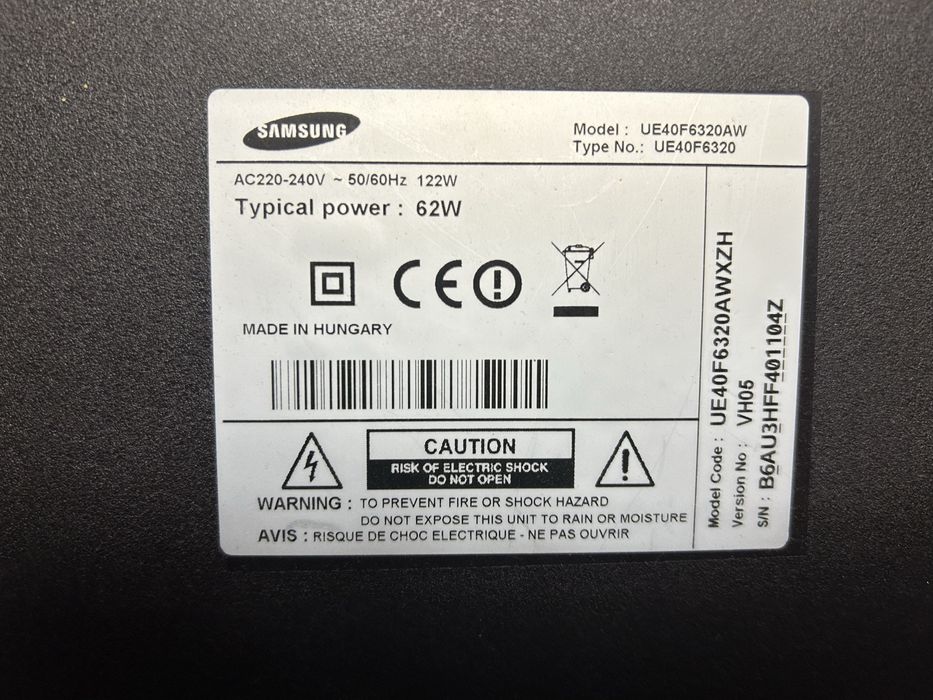 SAMSUNG
Model : UE40F6320AW
Type No.: UE40F6320
AC220-240V ~ 50/60Hz 122W
Typical power : 62W
CE
MADE IN HUNGARY
CAUTION
RISK OF ELECTRIC SHOCK
DO NOT OPEN
WARNING : TO PREVENT FIRE OR SHOCK HAZARD
DO NOT EXPOSE THIS UNIT TO RAIN OR MOISTURE
AVIS : RISQUE DE CHOC ELECTRIQUE - NE PAS OUVRIR
Model Code : UE40F6320AWXZH
Version No : VH05
S/N : B6AU3HFF401104Z